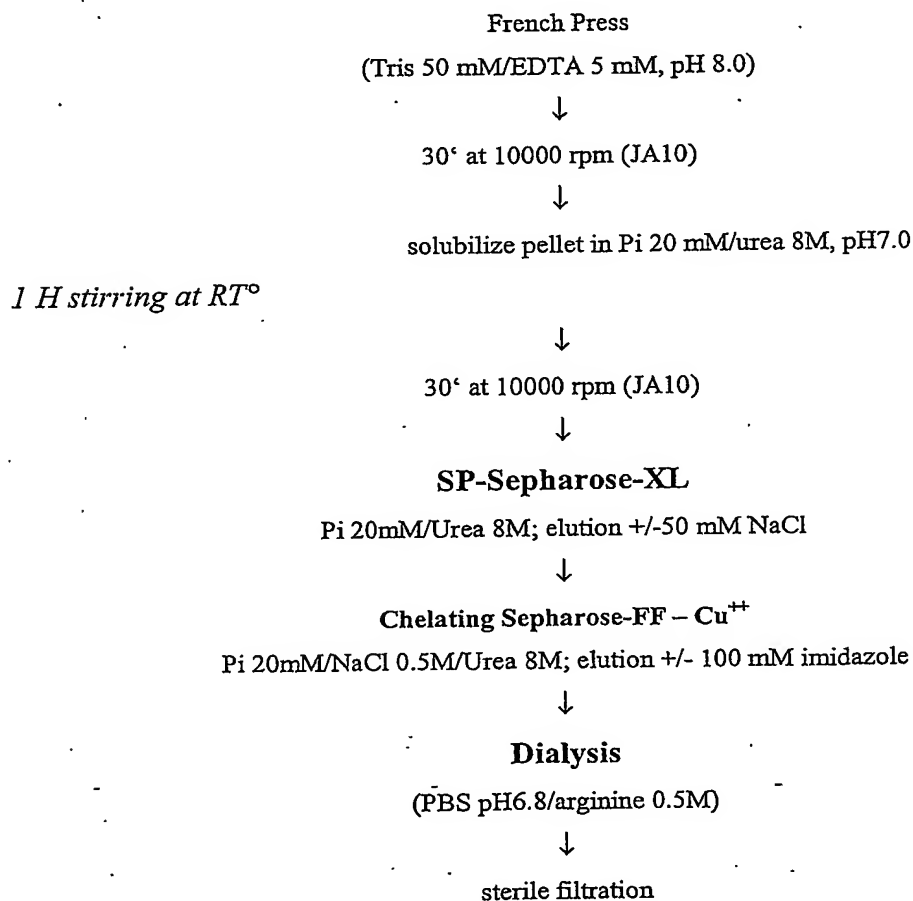 French Press
(Tris 50 mM/EDTA 5 mM, pH 8.0)
↓
30‘ at 10000 rpm (JA10)
↓
solubilize pellet in Pi 20 mM/urea 8M, pH7.0
1 H stirring at RT°
↓
30‘ at 10000 rpm (JA10)
↓
SP-Sepharose-XL
Pi 20mM/Urea 8M; elution +/-50 mM NaCl
↓
Chelating Sepharose-FF – Cu⁺⁺
Pi 20mM/NaCl 0.5M/Urea 8M; elution +/- 100 mM imidazole
↓
Dialysis
(PBS pH6.8/arginine 0.5M)
↓
sterile filtration